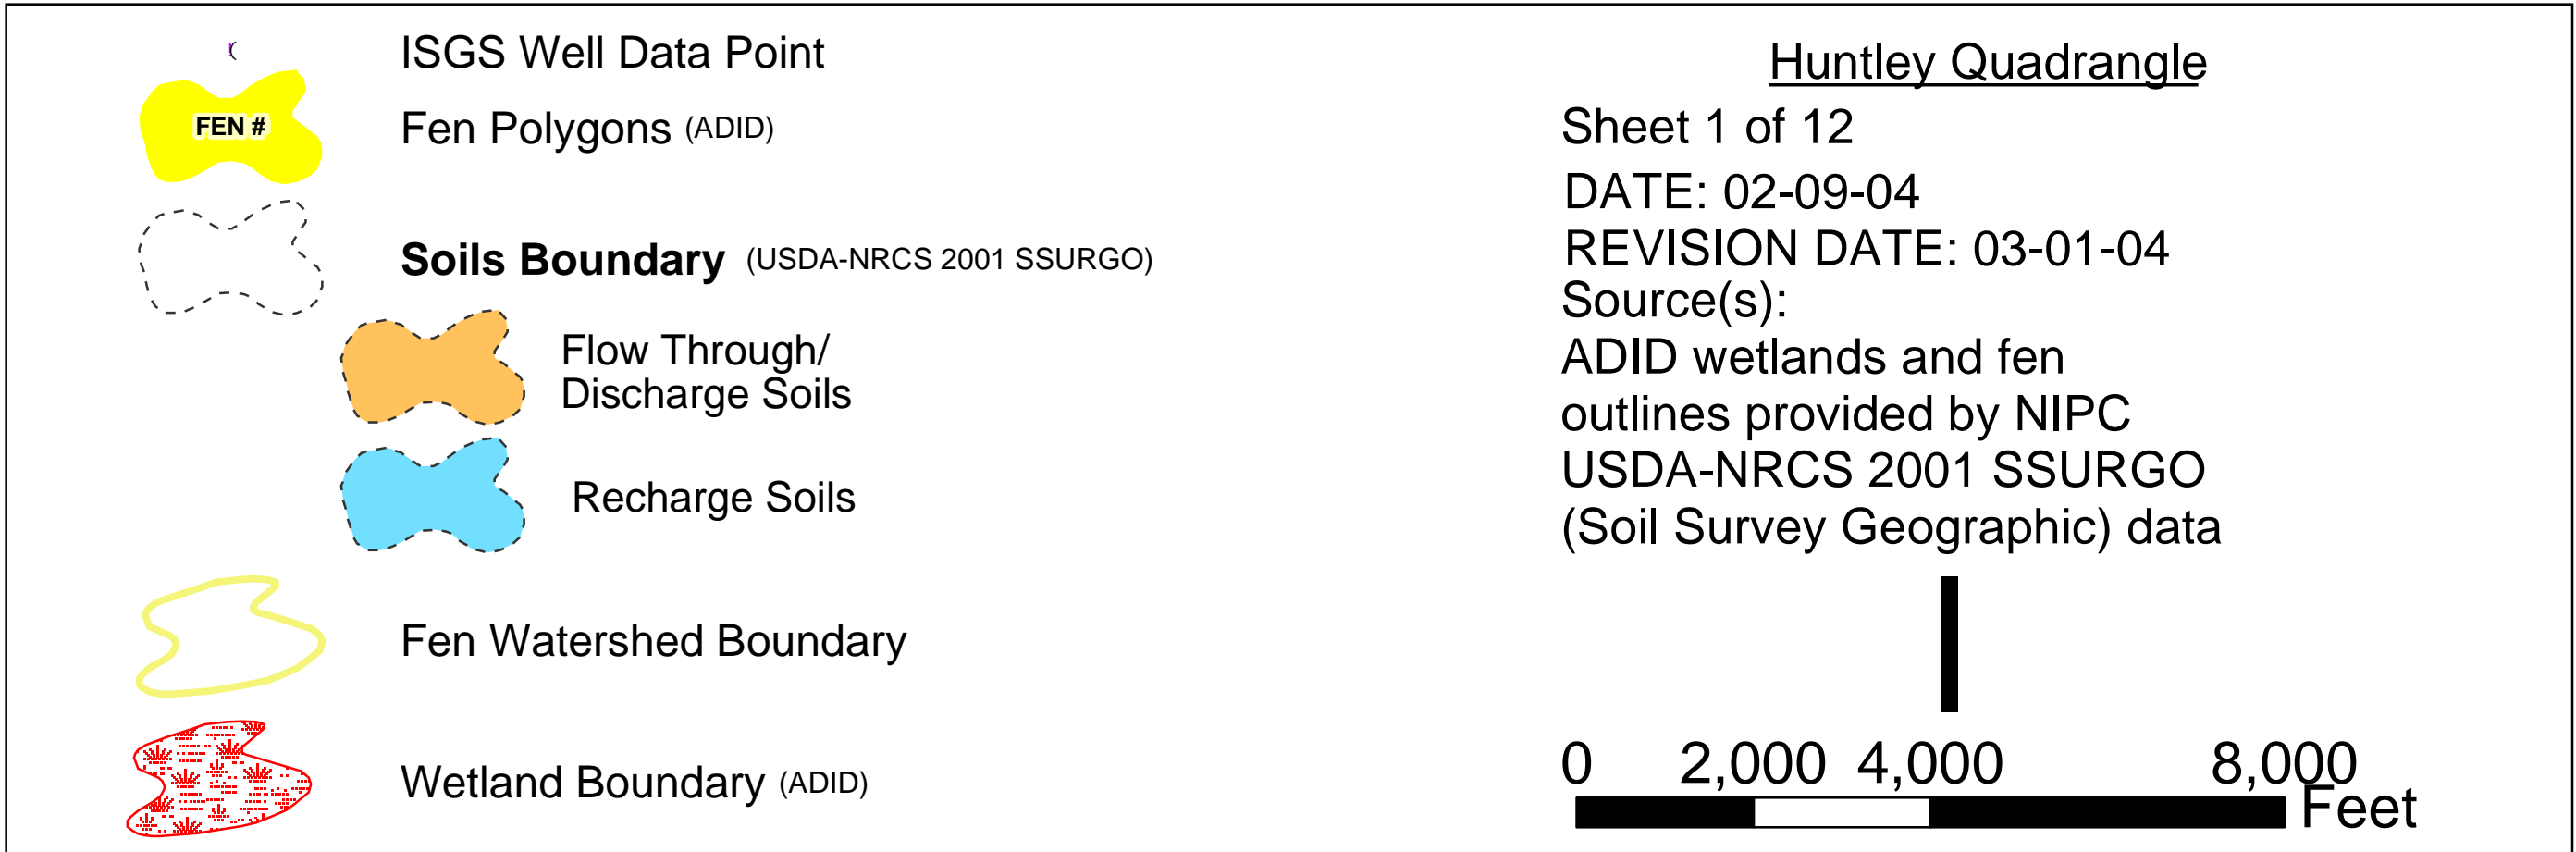 ISGS Well Data Point
FEN #
Fen Polygons (ADID)
Soils Boundary (USDA-NRCS 2001 SSURGO)
Flow Through/
Discharge Soils
Recharge Soils
Fen Watershed Boundary
Wetland Boundary (ADID)
Huntley Quadrangle
Sheet 1 of 12
DATE: 02-09-04
REVISION DATE: 03-01-04
Source(s):
ADID wetlands and fen
outlines provided by NIPC
USDA-NRCS 2001 SSURGO
(Soil Survey Geographic) data
0 2,000 4,000 8,000
Feet